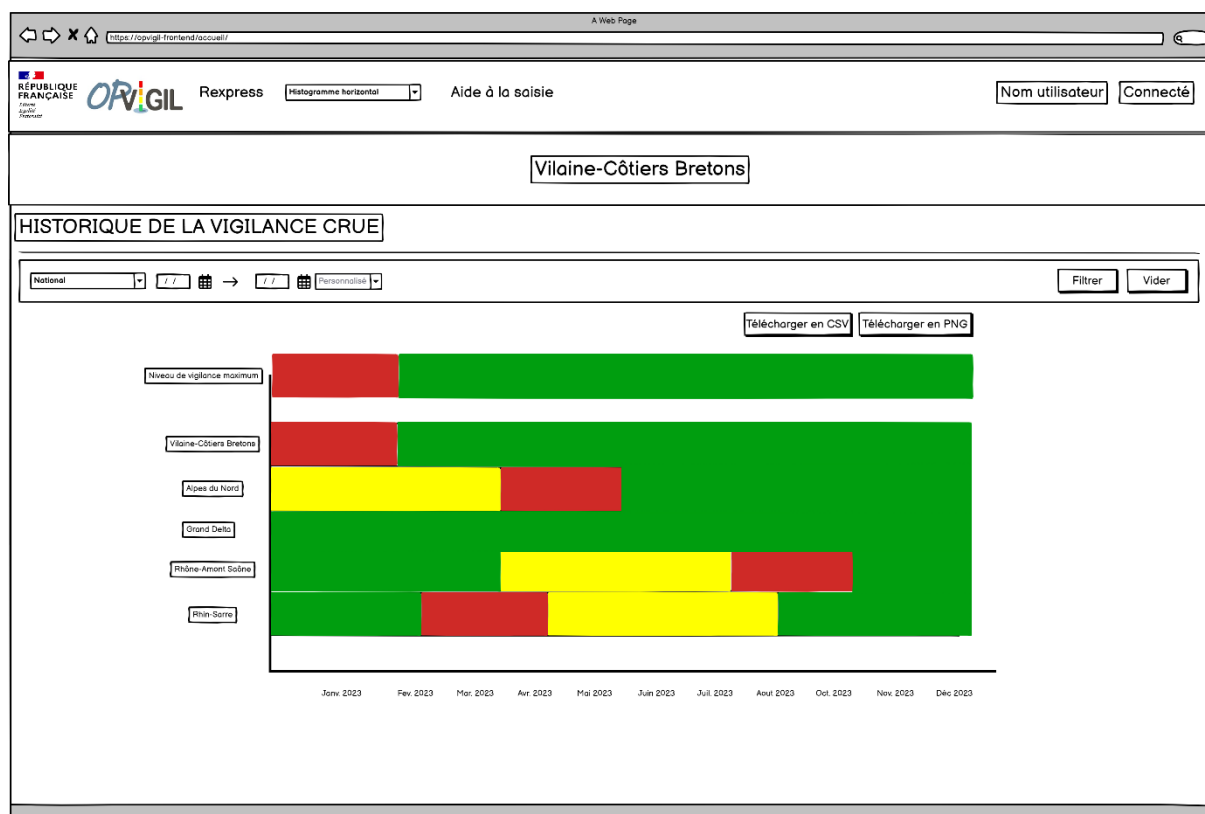 A Web Page
https://opvigil-frontend/accueil/
RÉPUBLIQUE
FRANÇAISE
Liberté
Égalité
Fraternité
OPViGIL
Rexpress
Histogramme horizontal
Aide à la saisie
Nom utilisateur
Connecté
Vilaine-Côtiers Bretons
HISTORIQUE DE LA VIGILANCE CRUE
National
/ /
/ /
Personnalisé
Filtrer
Vider
Télécharger en CSV
Télécharger en PNG
Niveau de vigilance maximum
Vilaine-Côtiers Bretons
Alpes du Nord
Grand Delta
Rhône-Amont Saône
Rhin-Sarre
Janv. 2023
Fev. 2023
Mar. 2023
Avr. 2023
Mai 2023
Juin 2023
Juil. 2023
Aout 2023
Oct. 2023
Nov. 2023
Déc 2023